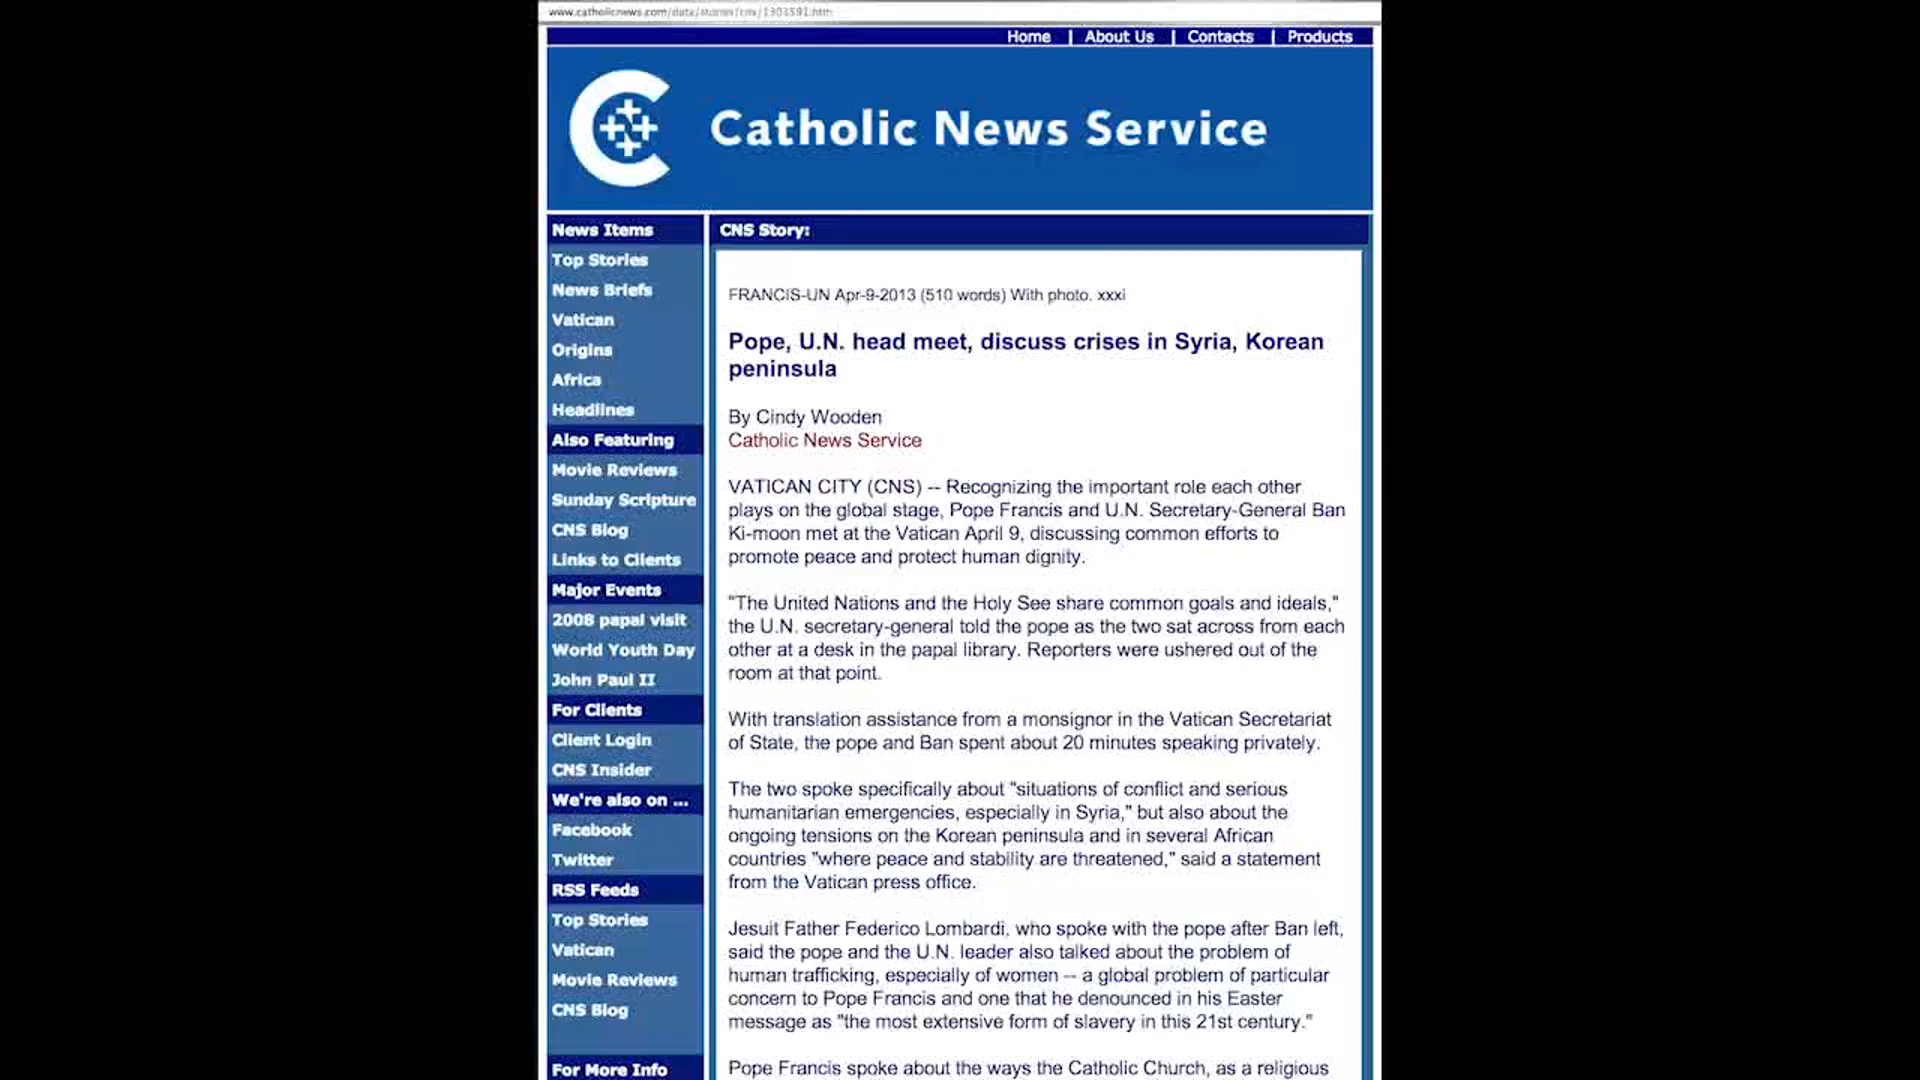 www.catholicnews.com/data/stories/cns/1301591.htm
Home | About Us | Contacts | Products
Catholic News Service
News Items
Top Stories
News Briefs
Vatican
Origins
Africa
Headlines
Also Featuring
Movie Reviews
Sunday Scripture
CNS Blog
Links to Clients
Major Events
2008 papal visit
World Youth Day
John Paul II
For Clients
Client Login
CNS Insider
We're also on ...
Facebook
Twitter
RSS Feeds
Top Stories
Vatican
Movie Reviews
CNS Blog
For More Info
CNS Story:
FRANCIS-UN Apr-9-2013 (510 words) With photo. xxxi
Pope, U.N. head meet, discuss crises in Syria, Korean
peninsula
By Cindy Wooden
Catholic News Service
VATICAN CITY (CNS) -- Recognizing the important role each other
plays on the global stage, Pope Francis and U.N. Secretary-General Ban
Ki-moon met at the Vatican April 9, discussing common efforts to
promote peace and protect human dignity.
"The United Nations and the Holy See share common goals and ideals,"
the U.N. secretary-general told the pope as the two sat across from each
other at a desk in the papal library. Reporters were ushered out of the
room at that point.
With translation assistance from a monsignor in the Vatican Secretariat
of State, the pope and Ban spent about 20 minutes speaking privately.
The two spoke specifically about "situations of conflict and serious
humanitarian emergencies, especially in Syria," but also about the
ongoing tensions on the Korean peninsula and in several African
countries "where peace and stability are threatened," said a statement
from the Vatican press office.
Jesuit Father Federico Lombardi, who spoke with the pope after Ban left,
said the pope and the U.N. leader also talked about the problem of
human trafficking, especially of women -- a global problem of particular
concern to Pope Francis and one that he denounced in his Easter
message as "the most extensive form of slavery in this 21st century."
Pope Francis spoke about the ways the Catholic Church, as a religious